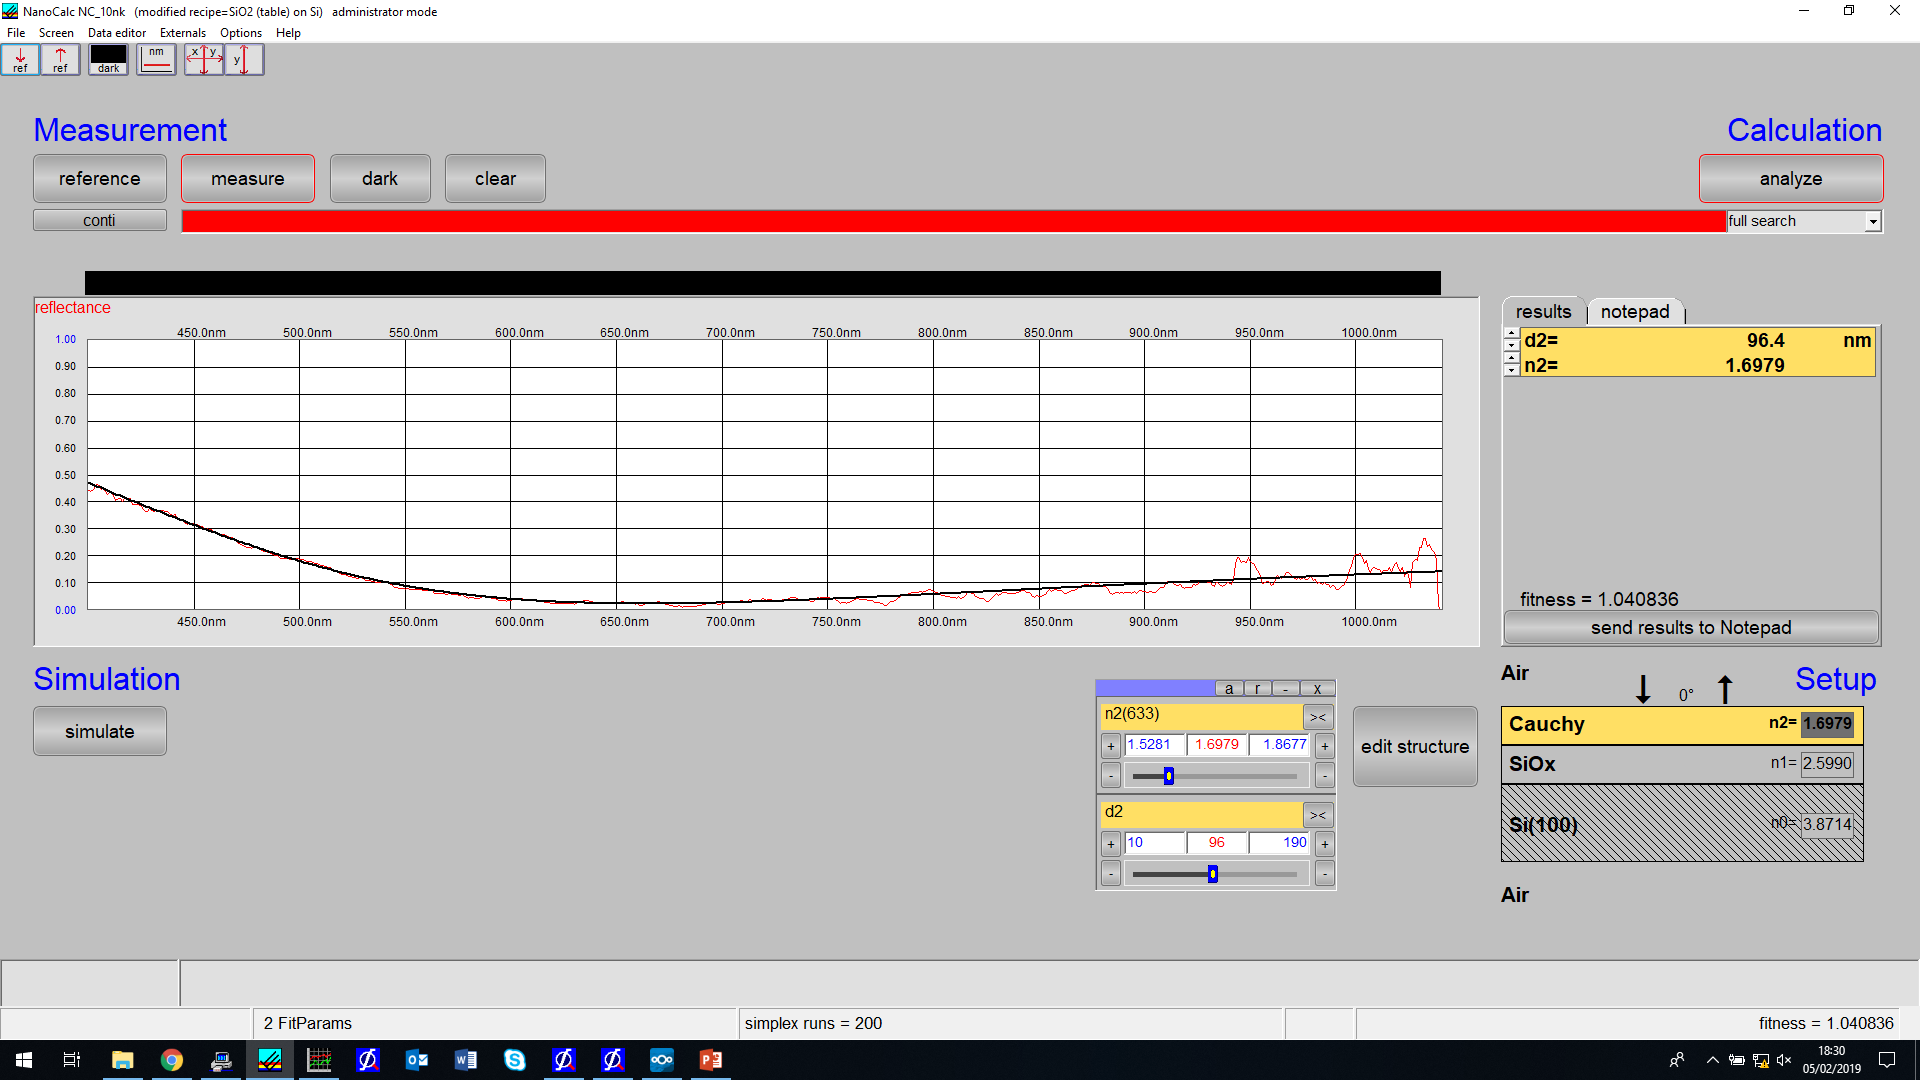 NanoCalc NC_10nk   (modified recipe=SiO2 (table) on Si)   administrator mode
File   Screen   Data editor   Externals   Options   Help
ref   ref   dark   nm   x y   y
Measurement
Calculation
reference   measure   dark   clear
analyze
conti
full search
reflectance
450.0nm   500.0nm   550.0nm   600.0nm   650.0nm   700.0nm   750.0nm   800.0nm   850.0nm   900.0nm   950.0nm   1000.0nm
1.00
0.90
0.80
0.70
0.60
0.50
0.40
0.30
0.20
0.10
0.00
450.0nm   500.0nm   550.0nm   600.0nm   650.0nm   700.0nm   750.0nm   800.0nm   850.0nm   900.0nm   950.0nm   1000.0nm
results   notepad
d2=   96.4   nm
n2=   1.6979
fitness = 1.040836
send results to Notepad
Simulation
simulate
a   r   -   x
n2(633)   ><
+   1.5281   1.6979   1.8677   +
-   -
d2   ><
+   10   96   190   +
-   -
edit structure
Air
0°
Setup
Cauchy   n2= 1.6979
SiOx   n1= 2.5990
Si(100)   n0= 3.8714
Air
2 FitParams   simplex runs = 200   fitness = 1.040836
18:30
05/02/2019